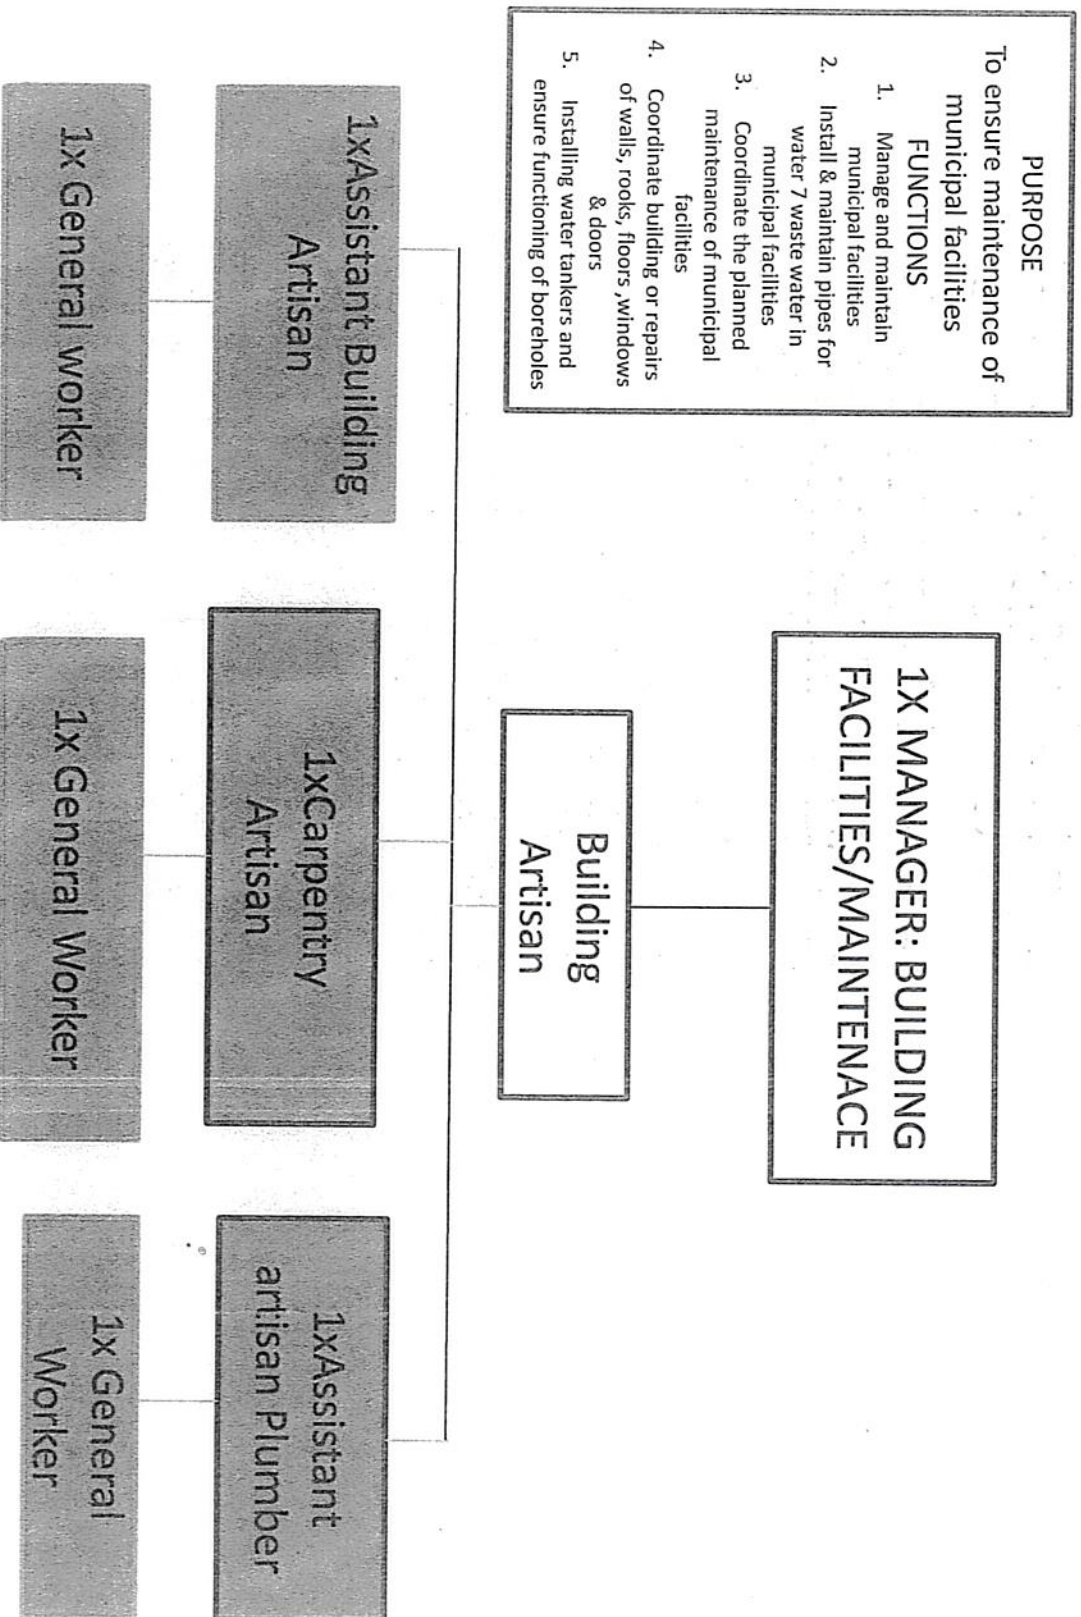 PURPOSE
To ensure maintenance of
municipal facilities
FUNCTIONS
1. Manage and maintain
municipal facilities
2. Install & maintain pipes for
water 7 waste water in
municipal facilities
3. Coordinate the planned
maintenance of municipal
facilities
4. Coordinate building or repairs
of walls, rooks, floors ,windows
& doors
5. Installing water tankers and
ensure functioning of boreholes
1X MANAGER: BUILDING
FACILITIES/MAINTENACE
Building
Artisan
1xAssistant Building
Artisan
1xCarpentry
Artisan
1xAssistant
artisan Plumber
1x General worker
1x General Worker
1x General
Worker